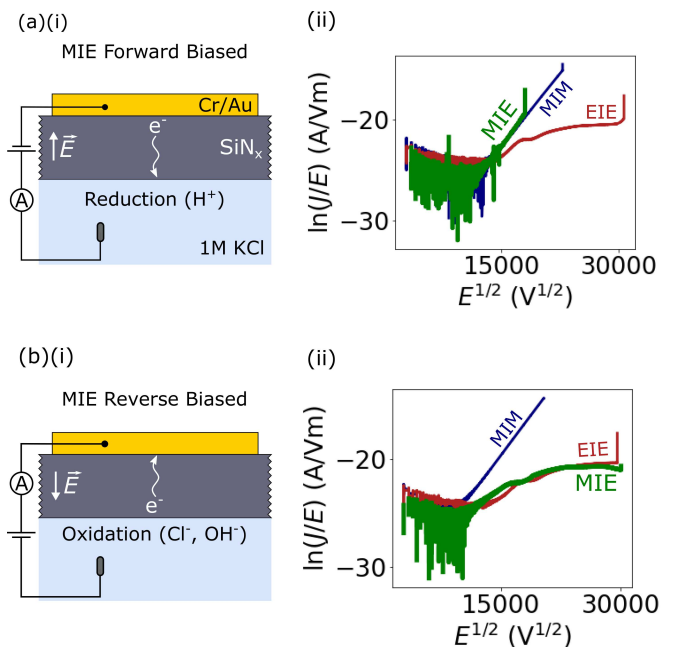 (a)(i)
MIE Forward Biased
Cr/Au
e-
E
SiNx
A
Reduction (H+)
1M KCl
(ii)
ln(J/E) (A/Vm)
−20
−30
MIE
MIM
EIE
15000 30000
E1/2 (V1/2)
(b)(i)
MIE Reverse Biased
A
E
e-
Oxidation (Cl-, OH-)
(ii)
ln(J/E) (A/Vm)
−20
−30
MIM
EIE
MIE
15000 30000
E1/2 (V1/2)